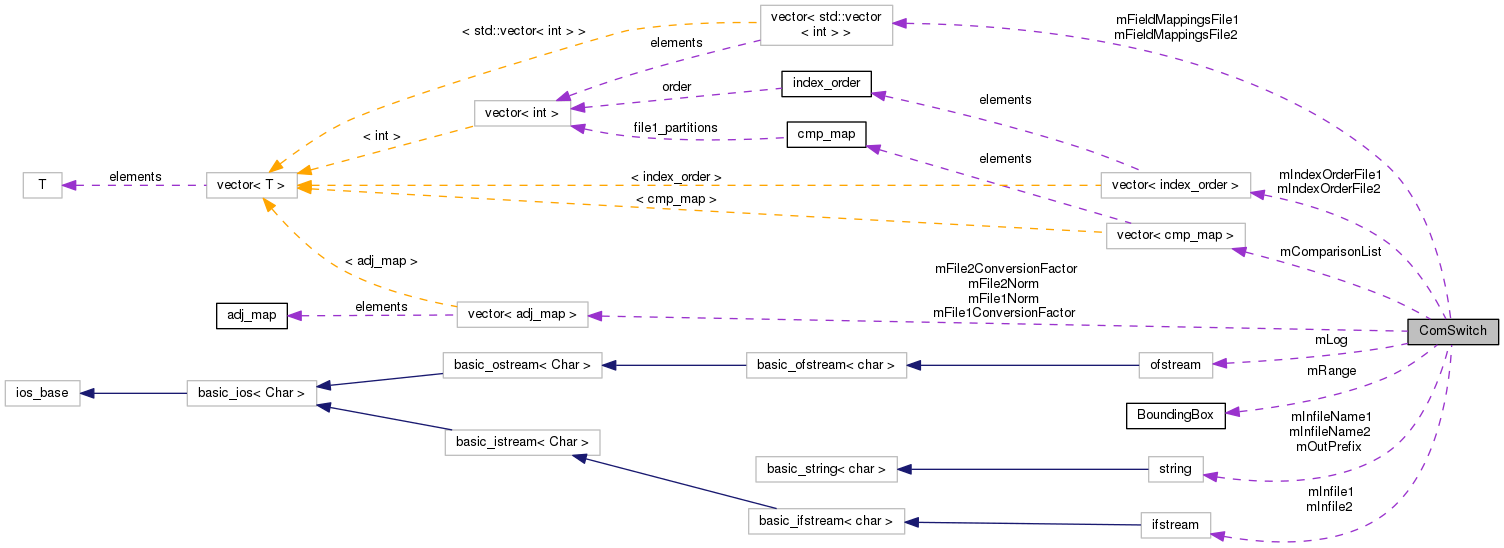 vector< std::vector
< int > >
mFieldMappingsFile1
mFieldMappingsFile2
< std::vector< int > >
elements
index_order
order
elements
vector< int >
file1_partitions
cmp_map
< int >
elements
T
elements
vector< T >
< index_order >
vector< index_order >
mIndexOrderFile1
mIndexOrderFile2
< cmp_map >
vector< cmp_map >
mComparisonList
< adj_map >
mFile2ConversionFactor
mFile2Norm
mFile1Norm
mFile1ConversionFactor
adj_map
elements
vector< adj_map >
ComSwitch
mLog
basic_ostream< Char >
basic_ofstream< char >
ofstream
mRange
ios_base
basic_ios< Char >
BoundingBox
mInfileName1
mInfileName2
mOutPrefix
basic_istream< Char >
basic_string< char >
string
mInfile1
mInfile2
basic_ifstream< char >
ifstream